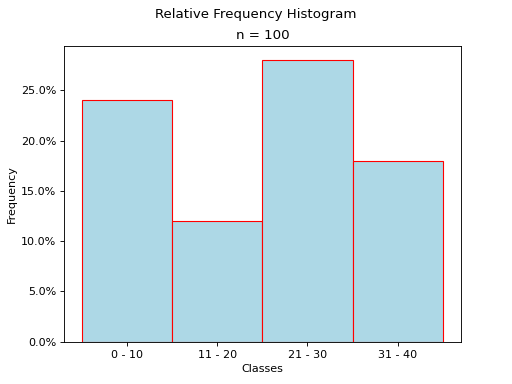 Relative Frequency Histogram
n = 100
25.0%
20.0%
15.0%
10.0%
5.0%
0.0%
Frequency
0 - 10 11 - 20 21 - 30 31 - 40
Classes